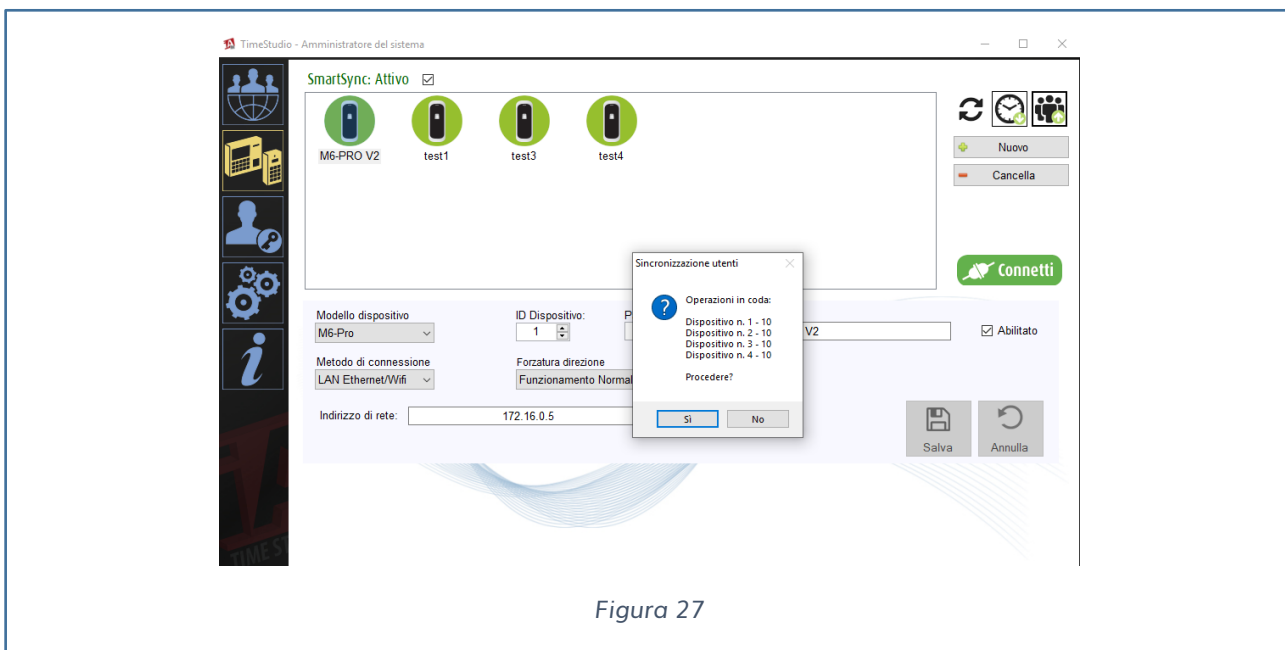 TimeStudio - Amministratore del sistema
SmartSync: Attivo
M6-PRO V2
test1
test3
test4
Nuovo
Cancella
Connetti
Sincronizzazione utenti
Operazioni in coda:
Dispositivo n. 1 - 10
Dispositivo n. 2 - 10
Dispositivo n. 3 - 10
Dispositivo n. 4 - 10
Procedere?
Sì
No
Modello dispositivo
M6-Pro
ID Dispositivo:
1
V2
Abilitato
Metodo di connessione
LAN Ethernet/Wifi
Forzatura direzione
Funzionamento Normal
Indirizzo di rete:
172.16.0.5
Salva
Annulla
Figura 27